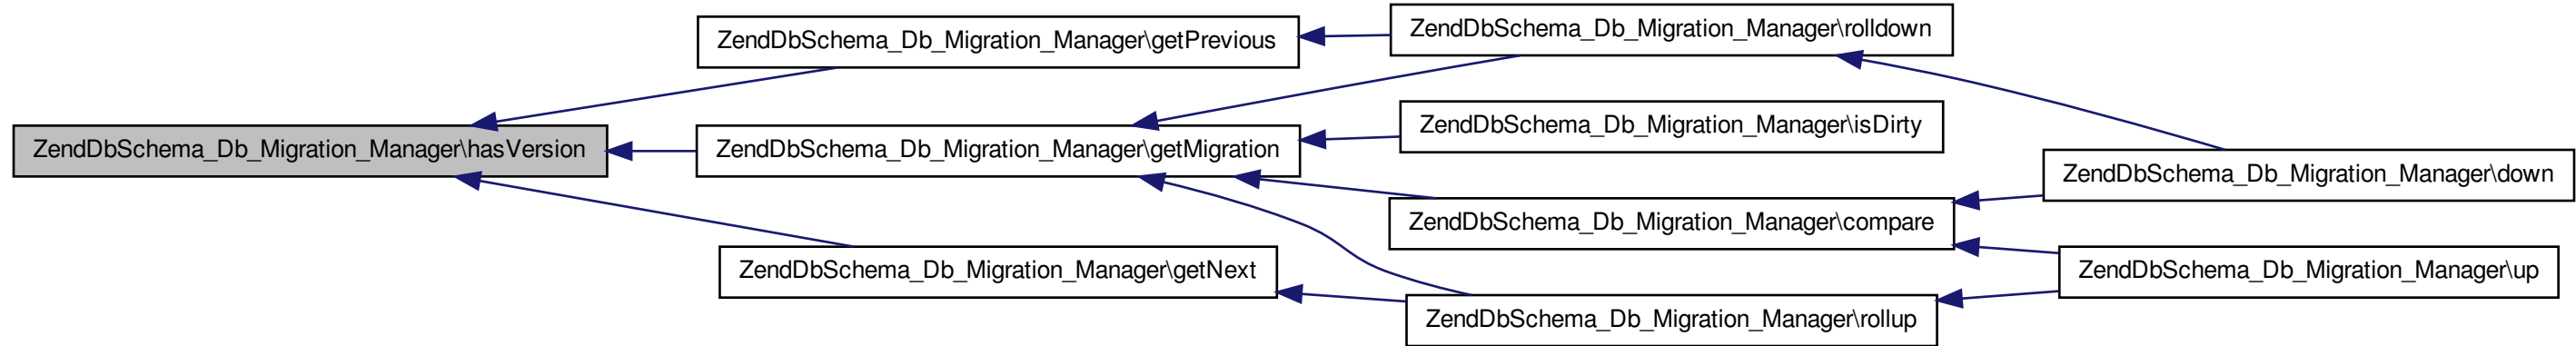 ZendDbSchema_Db_Migration_Manager\hasVersion
ZendDbSchema_Db_Migration_Manager\getPrevious
ZendDbSchema_Db_Migration_Manager\getMigration
ZendDbSchema_Db_Migration_Manager\getNext
ZendDbSchema_Db_Migration_Manager\rolldown
ZendDbSchema_Db_Migration_Manager\isDirty
ZendDbSchema_Db_Migration_Manager\compare
ZendDbSchema_Db_Migration_Manager\rollup
ZendDbSchema_Db_Migration_Manager\down
ZendDbSchema_Db_Migration_Manager\up